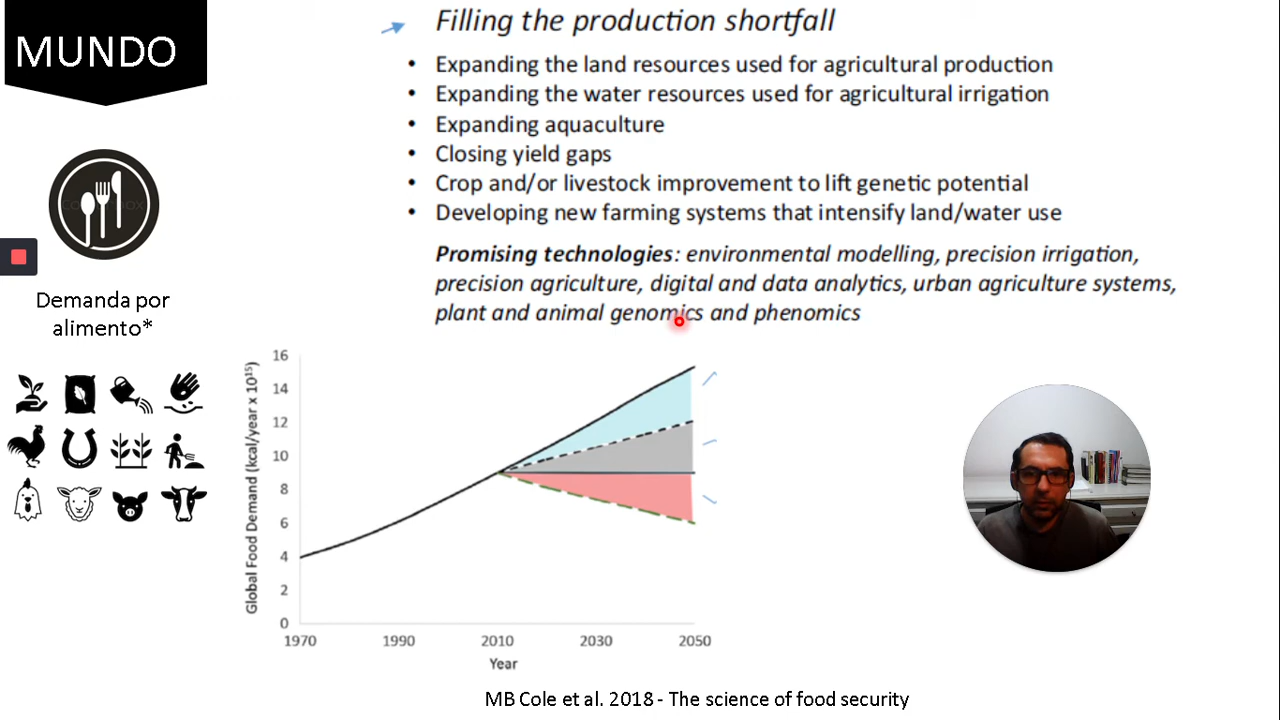 MUNDO
Filling the production shortfall
• Expanding the land resources used for agricultural production
• Expanding the water resources used for agricultural irrigation
• Expanding aquaculture
• Closing yield gaps
• Crop and/or livestock improvement to lift genetic potential
• Developing new farming systems that intensify land/water use
Promising technologies: environmental modelling, precision irrigation,
precision agriculture, digital and data analytics, urban agriculture systems,
plant and animal genomics and phenomics
Demanda por
alimento*
Global Food Demand (kcal/year x 10¹⁵)
16
14
12
10
8
6
4
2
0
1970 1990 2010 2030 2050
Year
MB Cole et al. 2018 - The science of food security